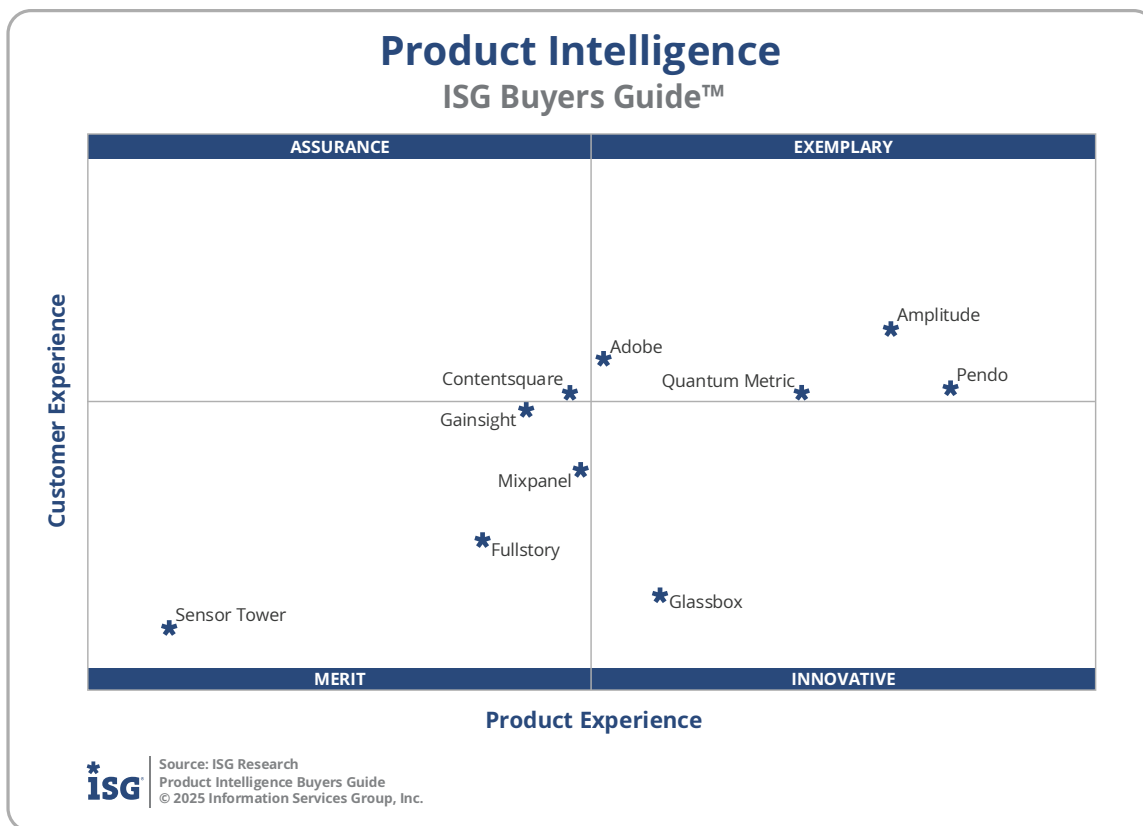 Product Intelligence
ISG Buyers Guide™
ASSURANCE
EXEMPLARY
Customer Experience
Amplitude
Adobe
Contentsquare
Quantum Metric
Pendo
Gainsight
Mixpanel
Fullstory
Glassbox
Sensor Tower
MERIT
INNOVATIVE
Product Experience
iSG
Source: ISG Research
Product Intelligence Buyers Guide
© 2025 Information Services Group, Inc.